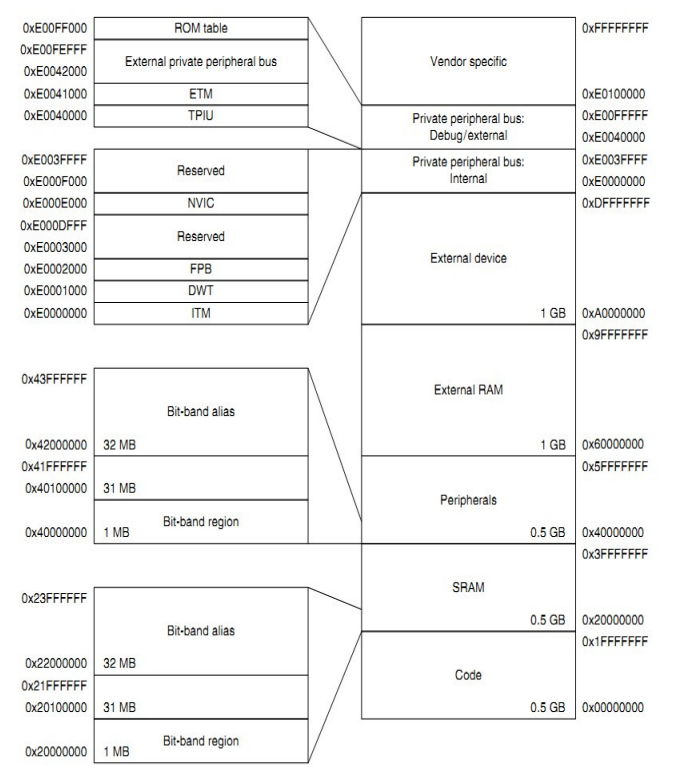 0xE00FF000 ROM table 0xFFFFFFFF
0xE00FEFFF
External private peripheral bus Vendor specific
0xE0042000
0xE0041000 ETM 0xE0100000
0xE0040000 TPIU Private peripheral bus: 0xE00FFFFF
Debug/external 0xE0040000
0xE003FFFF Private peripheral bus: 0xE003FFFF
Reserved
0xE000F000 Internal 0xE0000000
0xE000E000 NVIC 0xDFFFFFFF
0xE000DFFF
Reserved
0xE0003000
External device
0xE0002000 FPB
0xE0001000 DWT
0xE0000000 ITM 1 GB 0xA0000000
0x9FFFFFFF
0x43FFFFFF
External RAM
Bit-band alias
0x42000000 32 MB 1 GB 0x60000000
0x41FFFFFF 0x5FFFFFFF
0x40100000 31 MB
Peripherals
Bit-band region
0x40000000 1 MB 0.5 GB 0x40000000
0x3FFFFFFF
SRAM
0x23FFFFFF
0.5 GB 0x20000000
Bit-band alias
0x1FFFFFFF
0x22000000 32 MB
Code
0x21FFFFFF
0x20100000 31 MB 0.5 GB 0x00000000
Bit-band region
0x20000000 1 MB